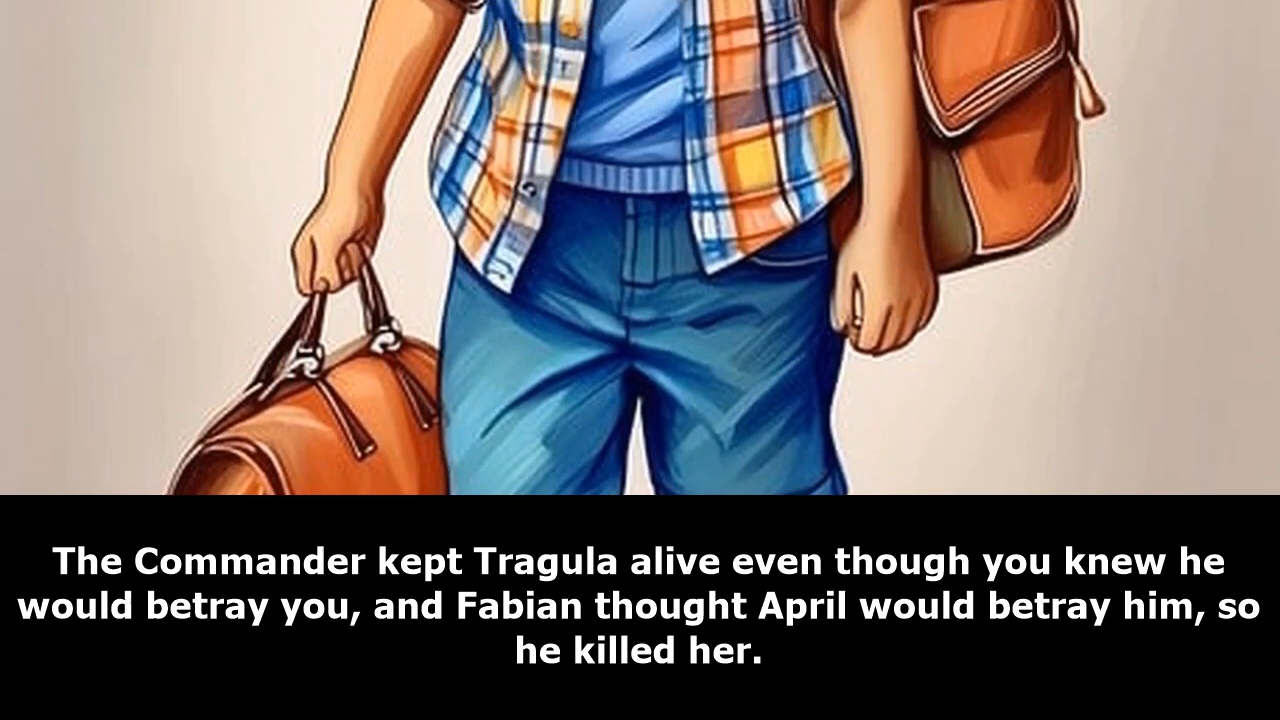 The Commander kept Tragula alive even though you knew he
would betray you, and Fabian thought April would betray him, so
he killed her.